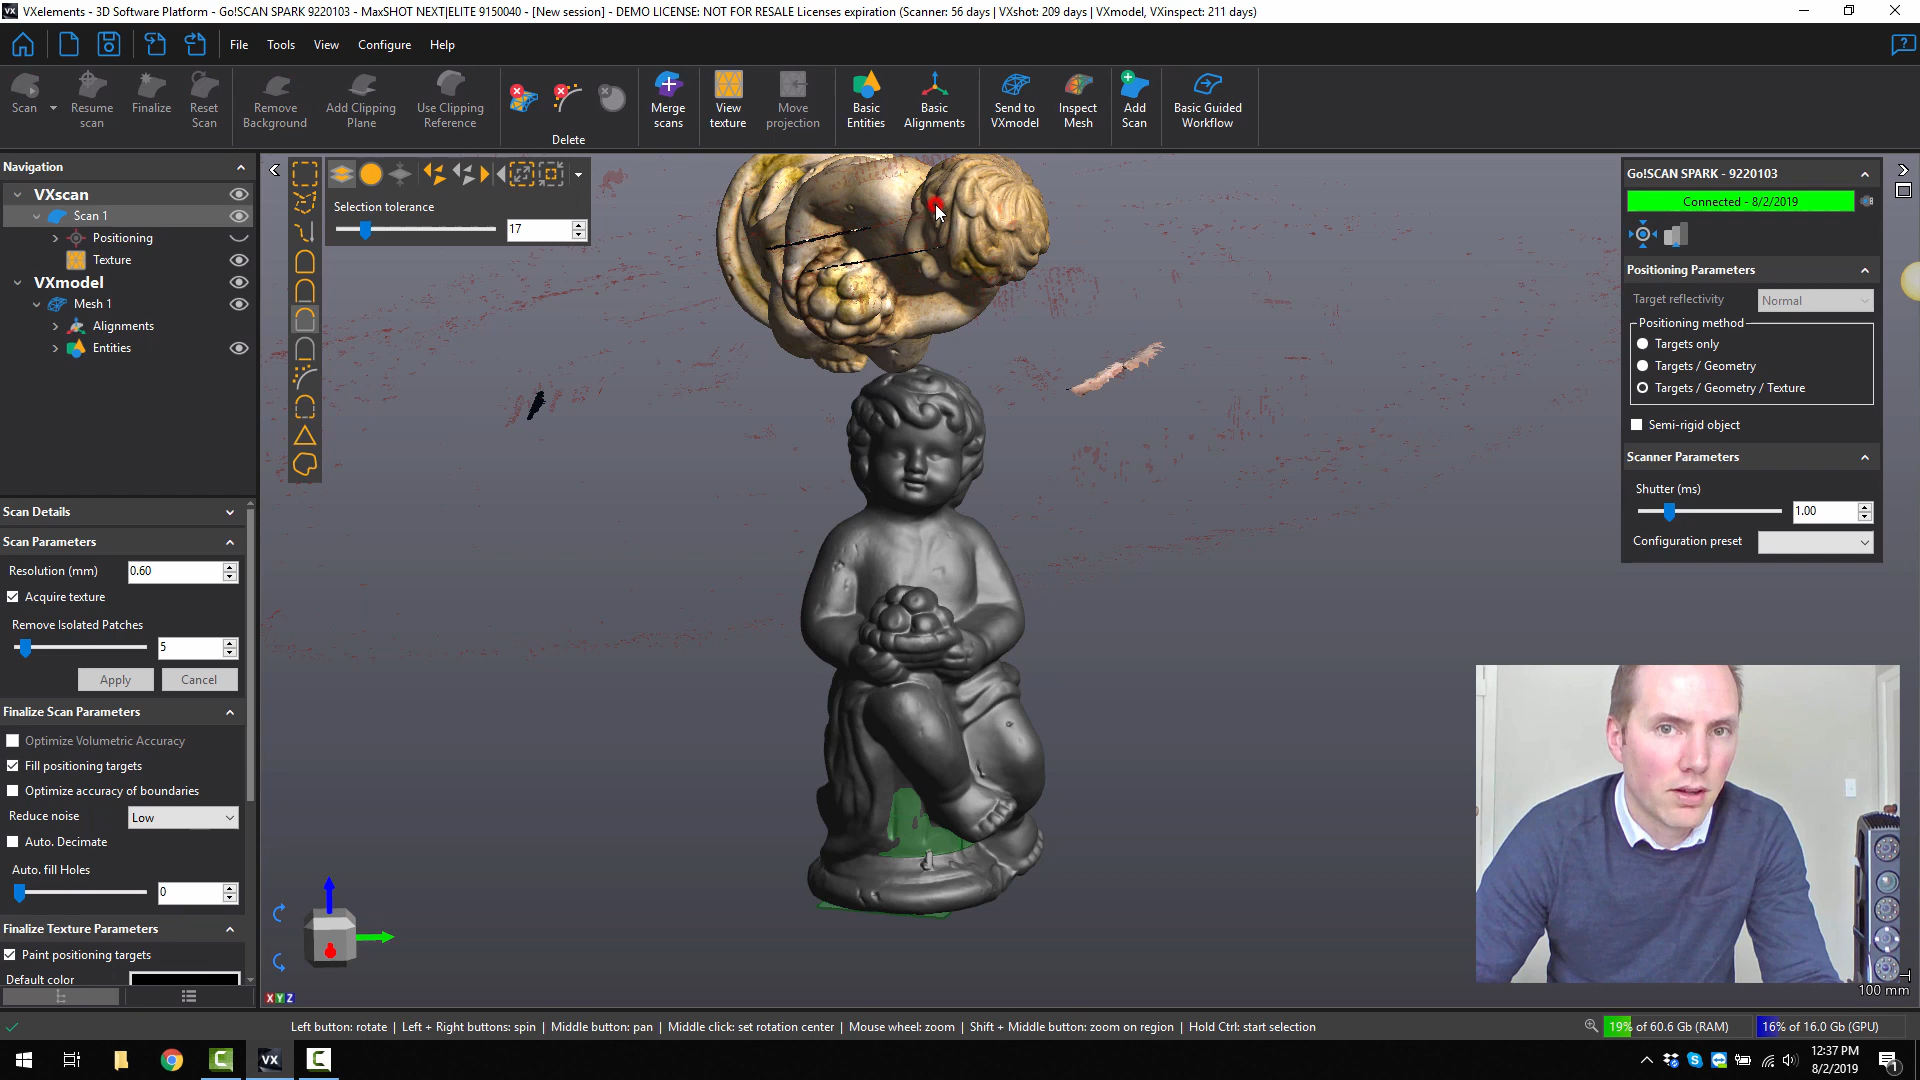 VX VXelements - 3D Software Platform - Go!SCAN SPARK 9220103 - MaxSHOT NEXT|ELITE 9150040 - [New session] - DEMO LICENSE: NOT FOR RESALE Licenses expiration (Scanner: 56 days | VXshot: 209 days | VXmodel, VXinspect: 211 days)
File Tools View Configure Help
Scan
Resume scan
Finalize
Reset Scan
Remove Background
Add Clipping Plane
Use Clipping Reference
Delete
Merge scans
View texture
Move projection
Basic Entities
Basic Alignments
Send to VXmodel
Inspect Mesh
Add Scan
Basic Guided Workflow
Navigation
VXscan
Scan 1
Positioning
Texture
VXmodel
Mesh 1
Alignments
Entities
Selection tolerance
17
Scan Details
Scan Parameters
Resolution (mm) 0.60
Acquire texture
Remove Isolated Patches
5
Apply Cancel
Finalize Scan Parameters
Optimize Volumetric Accuracy
Fill positioning targets
Optimize accuracy of boundaries
Reduce noise Low
Auto. Decimate
Auto. fill Holes
0
Finalize Texture Parameters
Paint positioning targets
Default color
XYZ
Go!SCAN SPARK - 9220103
Connected - 8/2/2019
Positioning Parameters
Target reflectivity Normal
Positioning method
Targets only
Targets / Geometry
Targets / Geometry / Texture
Semi-rigid object
Scanner Parameters
Shutter (ms)
1.00
Configuration preset
100 mm
Left button: rotate | Left + Right buttons: spin | Middle button: pan | Middle click: set rotation center | Mouse wheel: zoom | Shift + Middle button: zoom on region | Hold Ctrl: start selection
19% of 60.6 Gb (RAM) 16% of 16.0 Gb (GPU)
VX
12:37 PM
8/2/2019
1